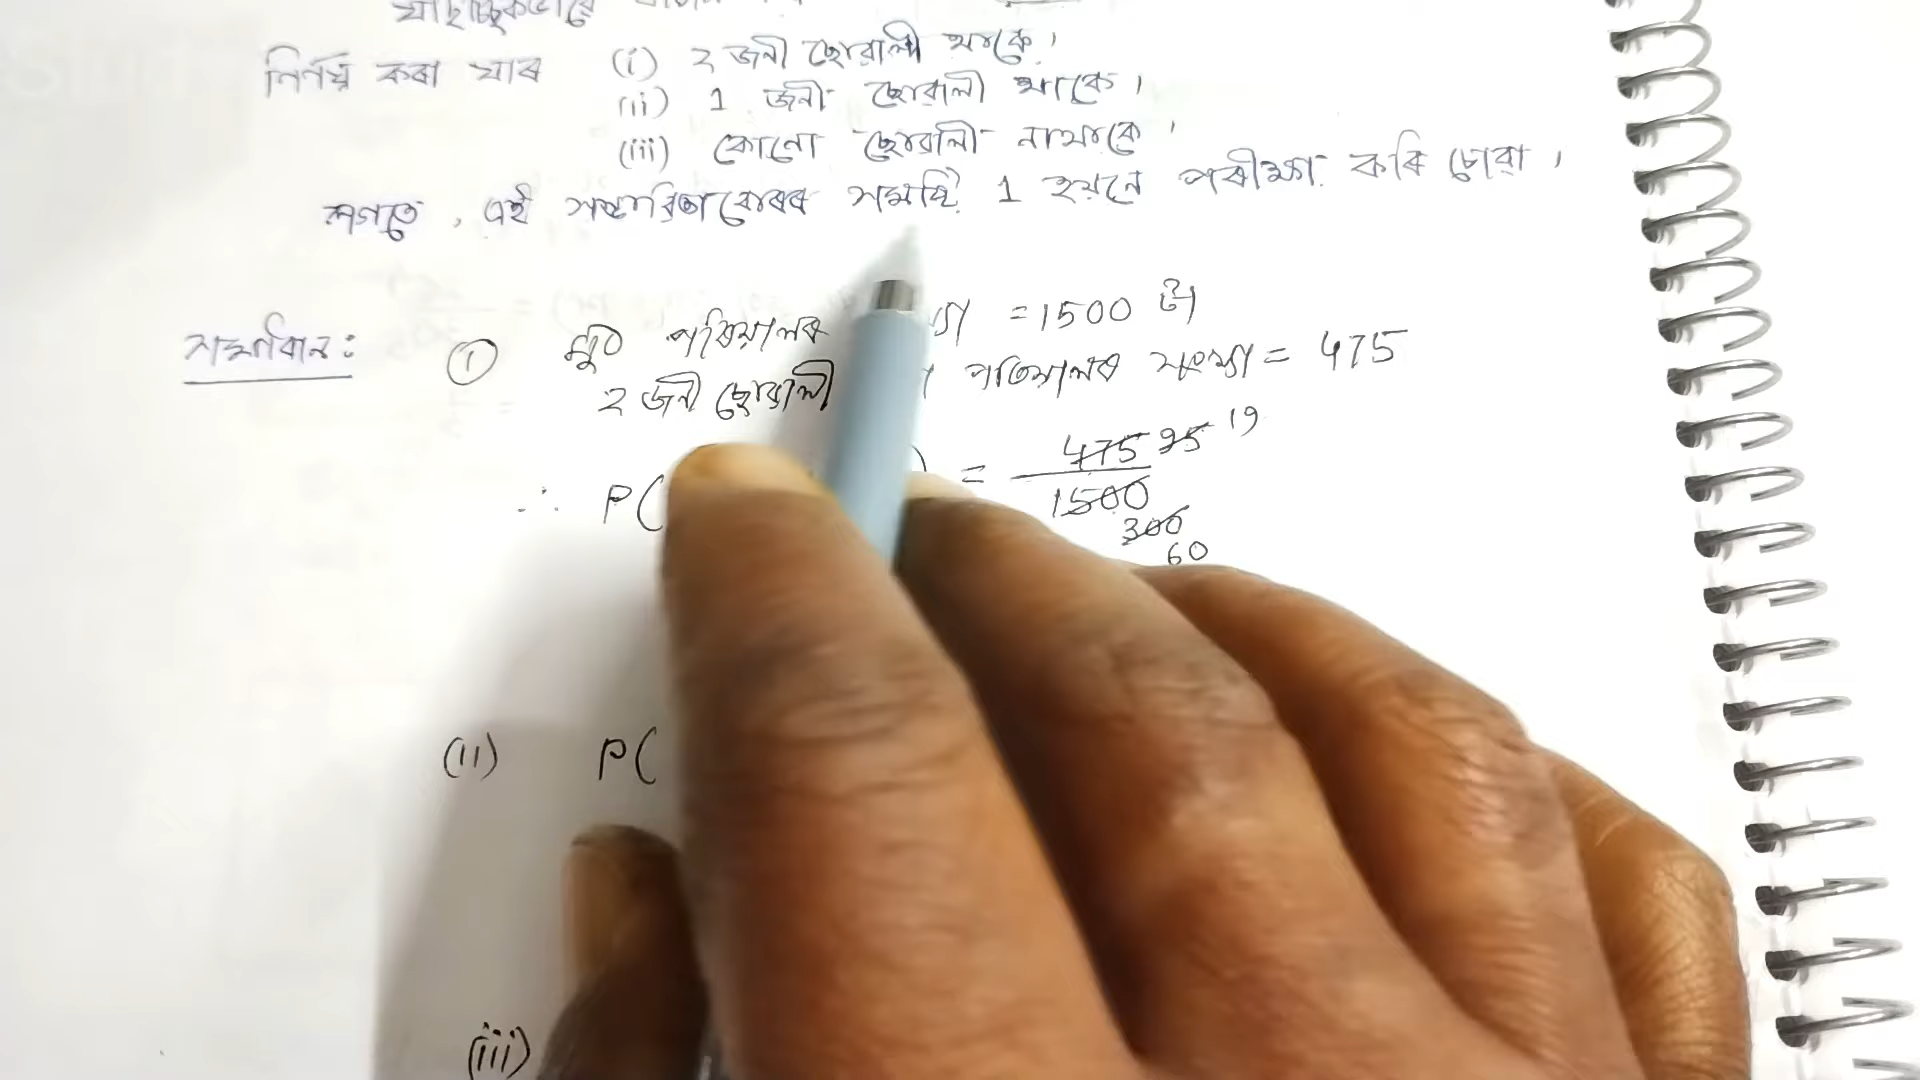 যাদৃচ্ছিকভাৱে
নিৰ্ণয় কৰা যাৰ (i) 2 জনী ছোৱালী থাকে।
(ii) 1 জনী ছোৱালী থাকে।
(iii) কোনো ছোৱালী নাথাকে।
লগতে, এই সম্ভাৱিতাবোৰৰ সমষ্টি 1 হয়নে পৰীক্ষা কৰি চোৱা।
সমাধান: (i) মুঠ পৰিয়ালৰ = 1500 টা
2 জনী ছোৱালী পৰিয়ালৰ সংখ্যা = 475
∴ P( ) = 475 95 19
1500
300
60
(ii) P(
(iii)